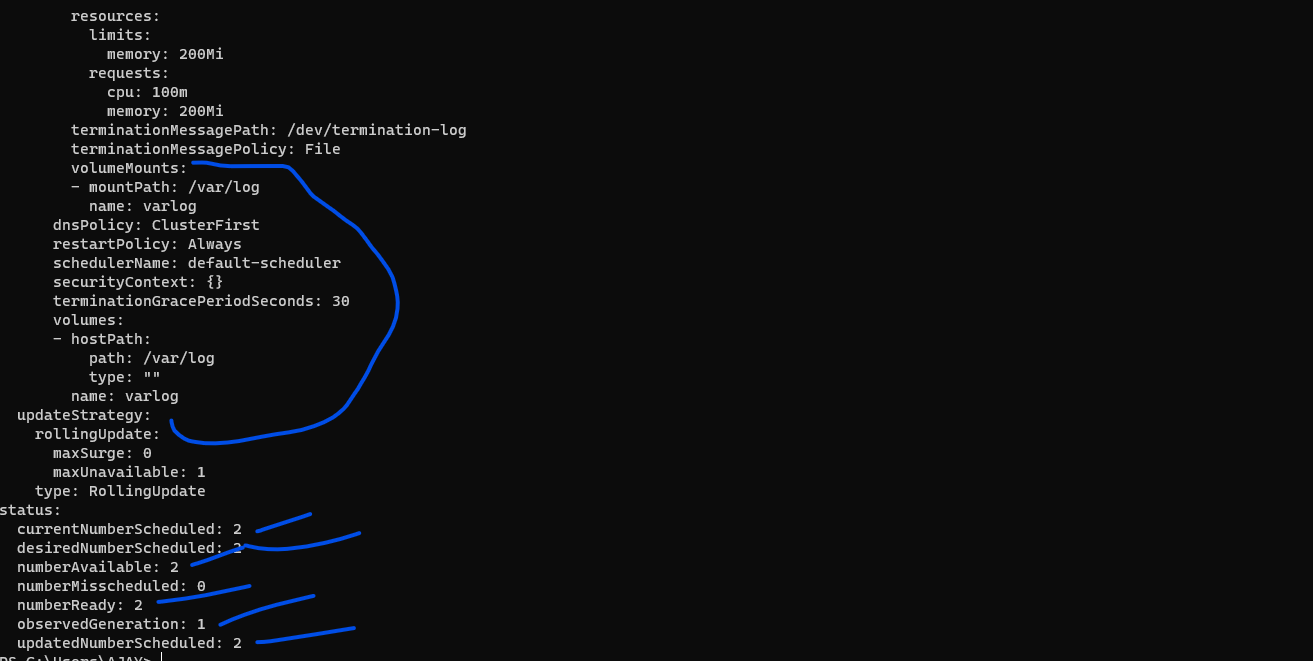 resources:
limits:
memory: 200Mi
requests:
cpu: 100m
memory: 200Mi
terminationMessagePath: /dev/termination-log
terminationMessagePolicy: File
volumeMounts:
- mountPath: /var/log
name: varlog
dnsPolicy: ClusterFirst
restartPolicy: Always
schedulerName: default-scheduler
securityContext: {}
terminationGracePeriodSeconds: 30
volumes:
- hostPath:
path: /var/log
type: ""
name: varlog
updateStrategy:
rollingUpdate:
maxSurge: 0
maxUnavailable: 1
type: RollingUpdate
status:
currentNumberScheduled: 2
desiredNumberScheduled: 2
numberAvailable: 2
numberMisscheduled: 0
numberReady: 2
observedGeneration: 1
updatedNumberScheduled: 2
PS C:\Users\AJAY>